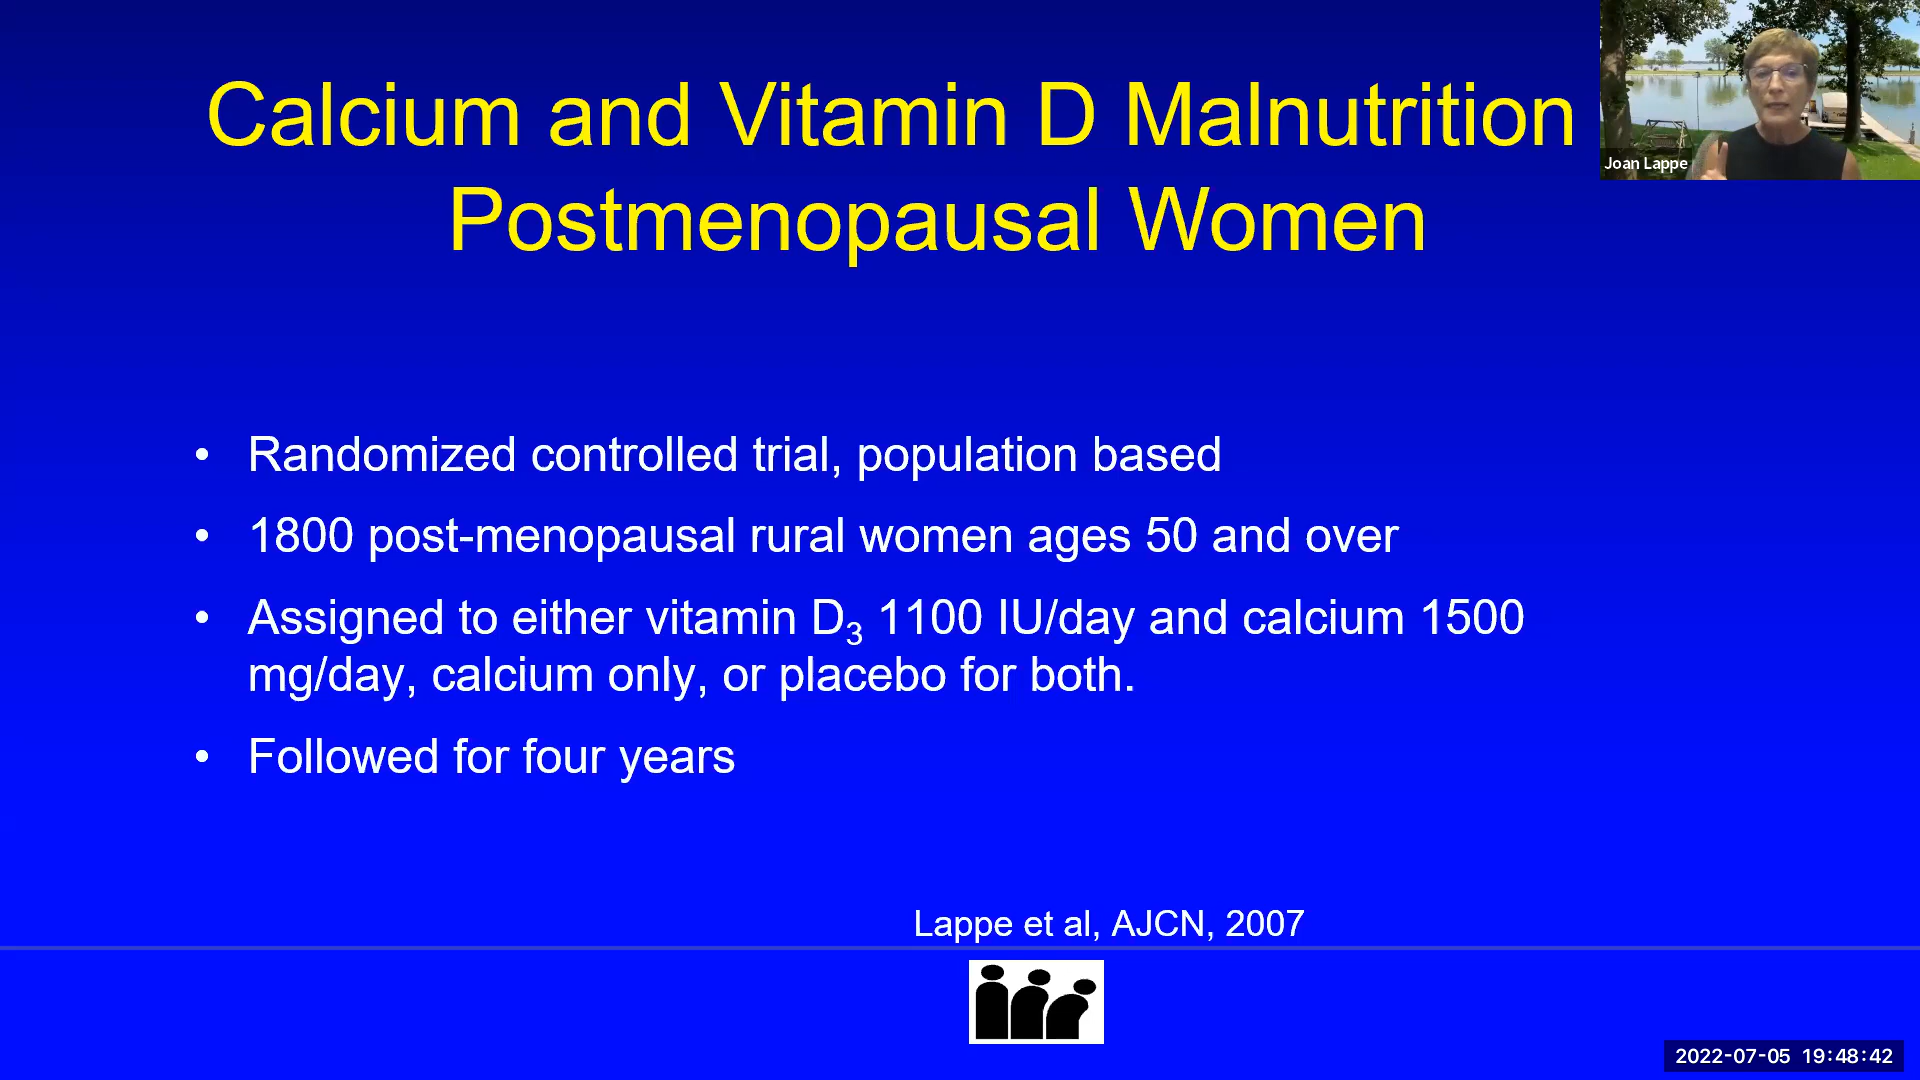 Calcium and Vitamin D Malnutrition
Postmenopausal Women
Joan Lappe
• Randomized controlled trial, population based
• 1800 post-menopausal rural women ages 50 and over
• Assigned to either vitamin D₃ 1100 IU/day and calcium 1500
mg/day, calcium only, or placebo for both.
• Followed for four years
Lappe et al, AJCN, 2007
2022-07-05 19:48:42